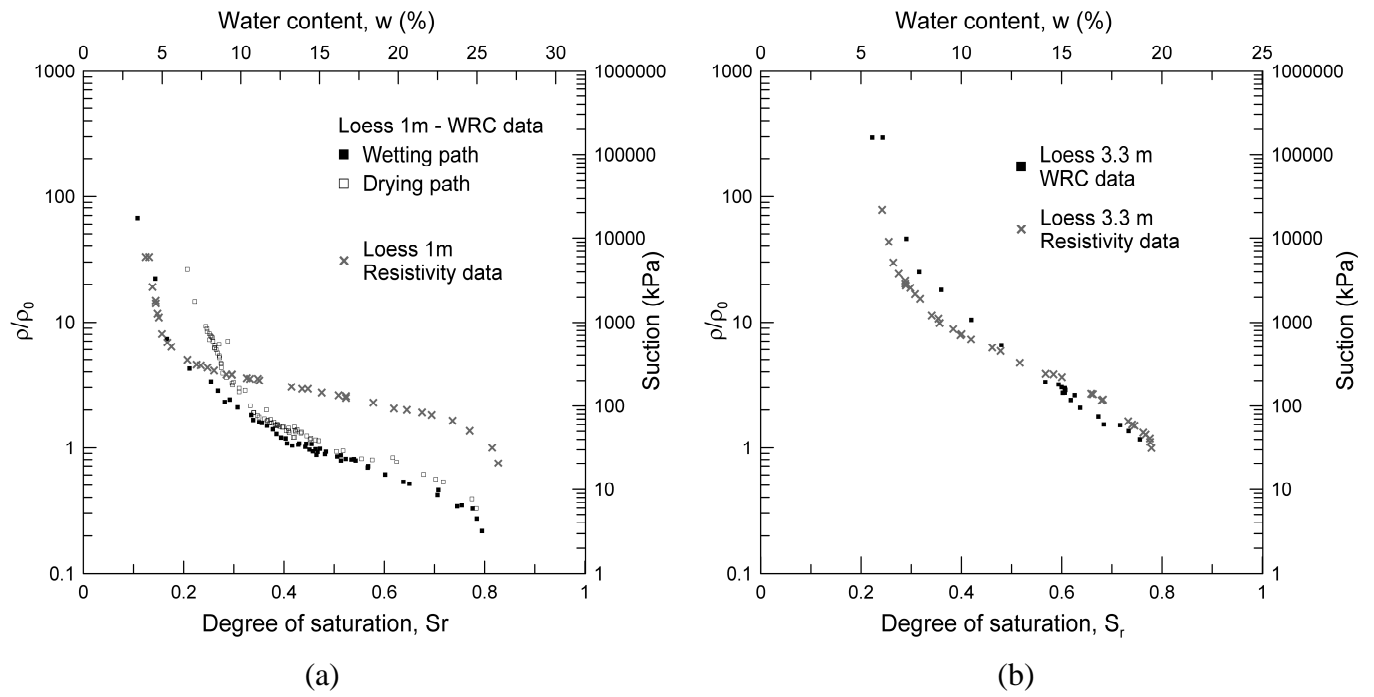 Water content, w (%)
0 5 10 15 20 25 30
1000
100
10
1
0.1
ρ/ρ0
1000000
100000
10000
1000
100
10
1
Suction (kPa)
Loess 1m - WRC data
Wetting path
Drying path
Loess 1m
Resistivity data
0 0.2 0.4 0.6 0.8 1
Degree of saturation, Sr
(a)
Water content, w (%)
0 5 10 15 20 25
1000
100
10
1
0.1
ρ/ρ0
1000000
100000
10000
1000
100
10
1
Suction (kPa)
Loess 3.3 m
WRC data
Loess 3.3 m
Resistivity data
0 0.2 0.4 0.6 0.8 1
Degree of saturation, Sr
(b)